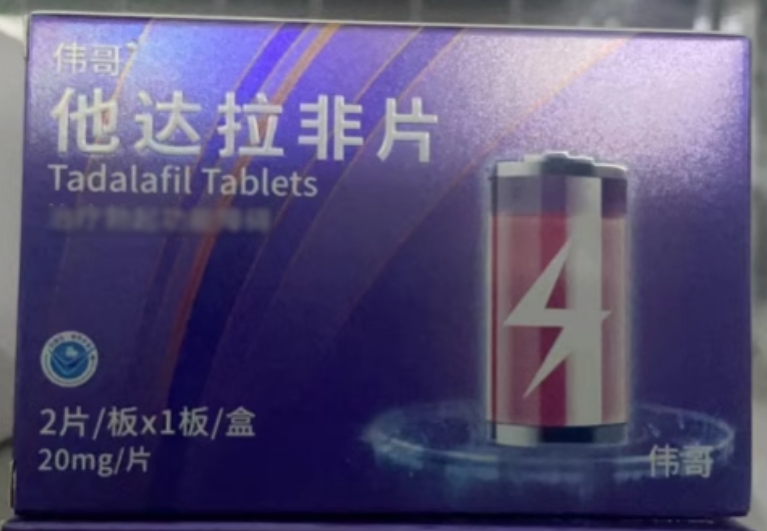 伟哥
他达拉非片
Tadalafil Tablets
2片/板x1板/盒
20mg/片
伟哥